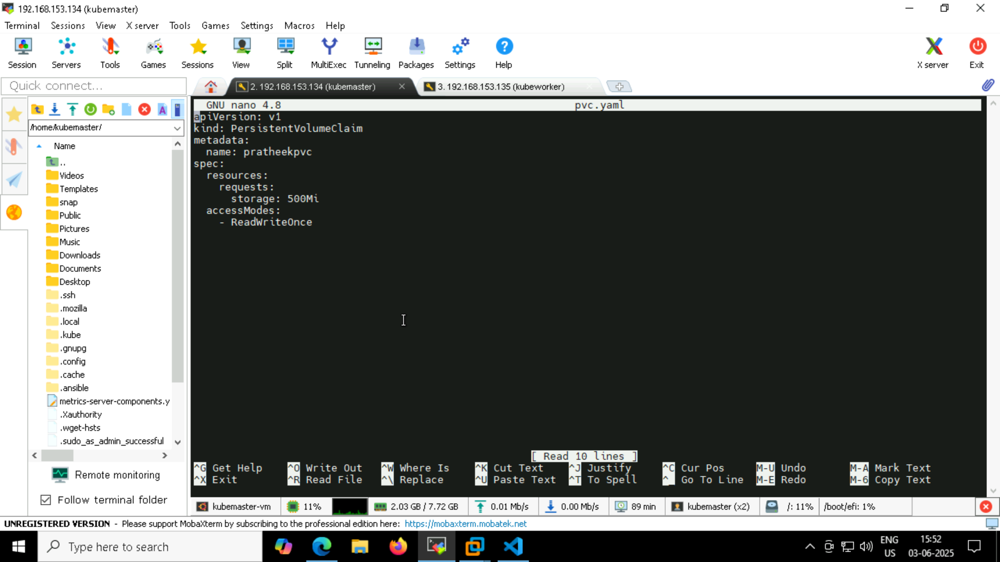 192.168.153.134 (kubemaster)
Terminal Sessions View X server Tools Games Settings Macros Help
Session Servers Tools Games Sessions View Split MultiExec Tunneling Packages Settings Help X server Exit
Quick connect...
2. 192.168.153.134 (kubemaster)
3. 192.168.153.135 (kubeworker)
/home/kubemaster/
Name
..
Videos
Templates
snap
Public
Pictures
Music
Downloads
Documents
Desktop
.ssh
.mozilla
.local
.kube
.gnupg
.config
.cache
.ansible
metrics-server-components.y
.Xauthority
.wget-hsts
.sudo_as_admin_successful
Remote monitoring
Follow terminal folder
GNU nano 4.8 pvc.yaml
apiVersion: v1
kind: PersistentVolumeClaim
metadata:
  name: pratheekpvc
spec:
  resources:
    requests:
      storage: 500Mi
  accessModes:
    - ReadWriteOnce
[ Read 10 lines ]
^G Get Help ^O Write Out ^W Where Is ^K Cut Text ^J Justify ^C Cur Pos M-U Undo M-A Mark Text
^X Exit ^R Read File ^\ Replace ^U Paste Text ^T To Spell ^_ Go To Line M-E Redo M-6 Copy Text
kubemaster-vm 11% 2.03 GB / 7.72 GB 0.01 Mb/s 0.00 Mb/s 89 min kubemaster (x2) /: 11% /boot/efi: 1%
UNREGISTERED VERSION - Please support MobaXterm by subscribing to the professional edition here: https://mobaxterm.mobatek.net
Type here to search
ENG
US
15:52
03-06-2025